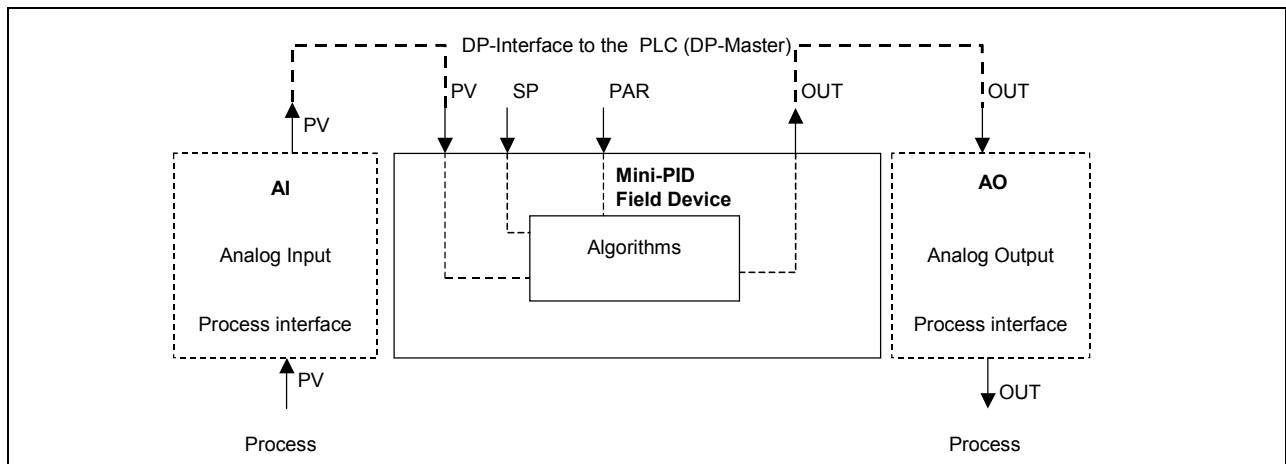 DP-Interface to the PLC (DP-Master)
PV
SP
PAR
OUT
OUT
PV
AI
Analog Input
Process interface
Mini-PID
Field Device
Algorithms
AO
Analog Output
Process interface
PV
OUT
Process
Process